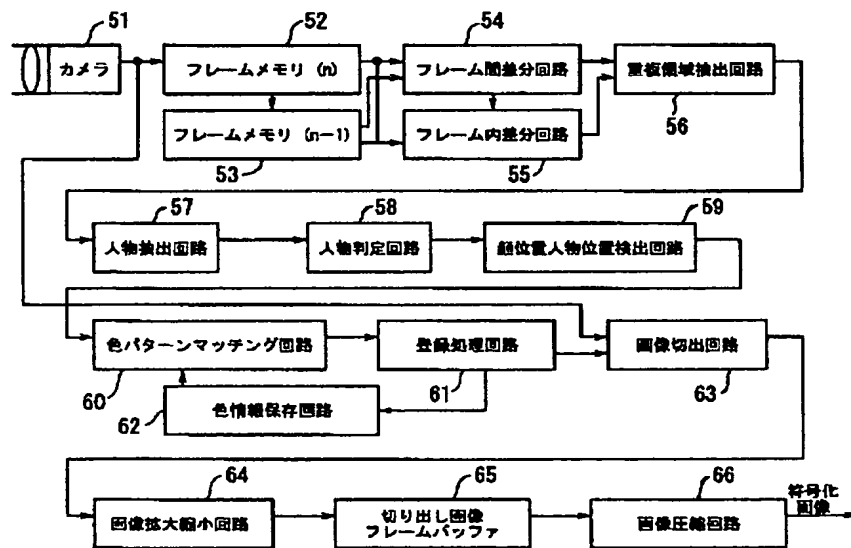 51
52
54
カメラ
フレームメモリ (n)
フレーム間差分回路
重複領域検出回路
56
フレームメモリ (n-1)
フレーム内差分回路
53
55
57
58
59
人物抽出回路
人物判定回路
顔位置人物位置検出回路
色パターンマッチング回路
登録処理回路
画像切出回路
60
61
63
62
色情報保存回路
64
65
66
画像拡大縮小回路
切り出し画像
フレームバッファ
画像圧縮回路
符号化
画像